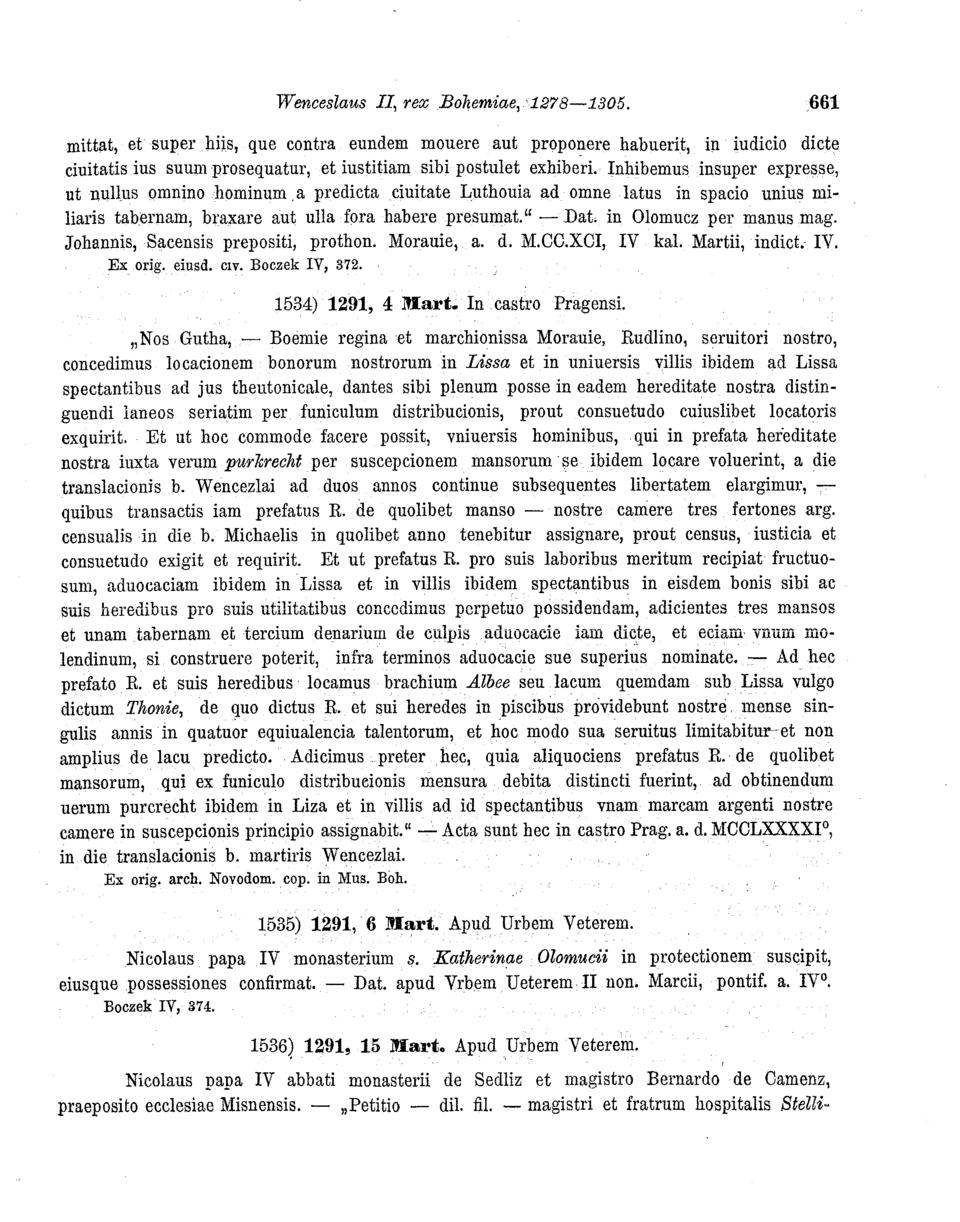 Wenceslaus II, rex Bohemiae, 1278—1305. 661
mittat, et super hiis, que contra eundem mouere aut proponere habuerit, in iudicio dicte
ciuitatis ius suum prosequatur, et iustitiam sibi postulet exhiberi. Inhibemus insuper expresse,
ut nullus omnino hominum a predicta ciuitate Luthouia ad omne latus in spacio unius mi-
liaris tabernam, braxare aut ulla fora habere presumat.“ — Dat. in Olomucz per manus mag.
Johannis, Sacensis prepositi, prothon. Morauie, a. d. M.CC.XCI, IV kal. Martii, indict. IV.
Ex orig. eiusd. civ. Boczek IV, 372.
1534) 1291, 4 Mart. In castro Pragensi.
„Nos Gutha, — Boemie regina et marchionissa Morauie, Rudlino, seruitori nostro,
concedimus locacionem bonorum nostrorum in Lissa et in uniuersis villis ibidem ad Lissa
spectantibus ad jus theutonicale, dantes sibi plenum posse in eadem hereditate nostra distin-
guendi laneos seriatim per funiculum distribucionis, prout consuetudo cuiuslibet locatoris
exquirit. Et ut hoc commode facere possit, vniuersis hominibus, qui in prefata hereditate
nostra iuxta verum purkrecht per suscepcionem mansorum se ibidem locare voluerint, a die
translacionis b. Wencezlai ad duos annos continue subsequentes libertatem elargimur, —
quibus transactis iam prefatus R. de quolibet manso — nostre camere tres fertones arg.
censualis in die b. Michaelis in quolibet anno tenebitur assignare, prout census, iusticia et
consuetudo exigit et requirit. Et ut prefatus R. pro suis laboribus meritum recipiat fructuo-
sum, aduocaciam ibidem in Lissa et in villis ibidem spectantibus in eisdem bonis sibi ac
suis heredibus pro suis utilitatibus concedimus perpetuo possidendam, adicientes tres mansos
et unam tabernam et tercium denarium de culpis aduocacie iam dicte, et eciam vnum mo-
lendinum, si construere poterit, infra terminos aduocacie sue superius nominate. — Ad hec
prefato R. et suis heredibus locamus brachium Albee seu lacum quemdam sub Lissa vulgo
dictum Thonie, de quo dictus R. et sui heredes in piscibus providebunt nostre mense sin-
gulis annis in quatuor equiualencia talentorum, et hoc modo sua seruitus limitabitur et non
amplius de lacu predicto. Adicimus preter hec, quia aliquociens prefatus R. de quolibet
mansorum, qui ex funiculo distribucionis mensura debita distincti fuerint, ad obtinendum
uerum purcrecht ibidem in Liza et in villis ad id spectantibus vnam marcam argenti nostre
camere in suscepcionis principio assignabit.“ — Acta sunt hec in castro Prag. a. d. MCCLXXXXI⁰,
in die translacionis b. martiris Wencezlai.
Ex orig. arch. Novodom. cop. in Mus. Boh.
1535) 1291, 6 Mart. Apud Urbem Veterem.
Nicolaus papa IV monasterium s. Katherinae Olomucii in protectionem suscipit,
eiusque possessiones confirmat. — Dat. apud Vrbem Ueterem II non. Marcii, pontif. a. IV⁰.
Boczek IV, 374.
1536) 1291, 15 Mart. Apud Urbem Veterem.
Nicolaus papa IV abbati monasterii de Sedliz et magistro Bernardo de Camenz,
praeposito ecclesiae Misnensis. — „Petitio — dil. fil. — magistri et fratrum hospitalis Stelli-